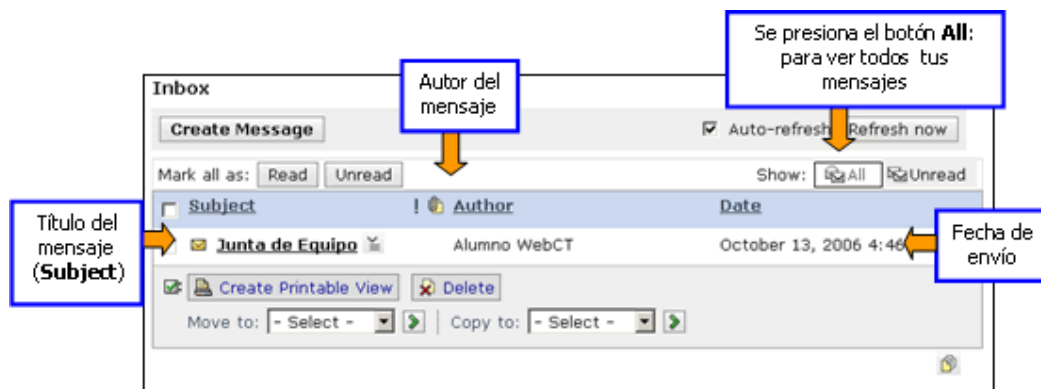 Se presiona el botón All:
para ver todos tus
mensajes
Autor del
mensaje
Inbox
Create Message
Auto-refresh Refresh now
Mark all as: Read Unread
Show: All Unread
Subject ! Author Date
Título del
mensaje
(Subject)
Junta de Equipo Alumno WebCT October 13, 2006 4:46
Fecha de
envío
Create Printable View Delete
Move to: - Select - | Copy to: - Select -